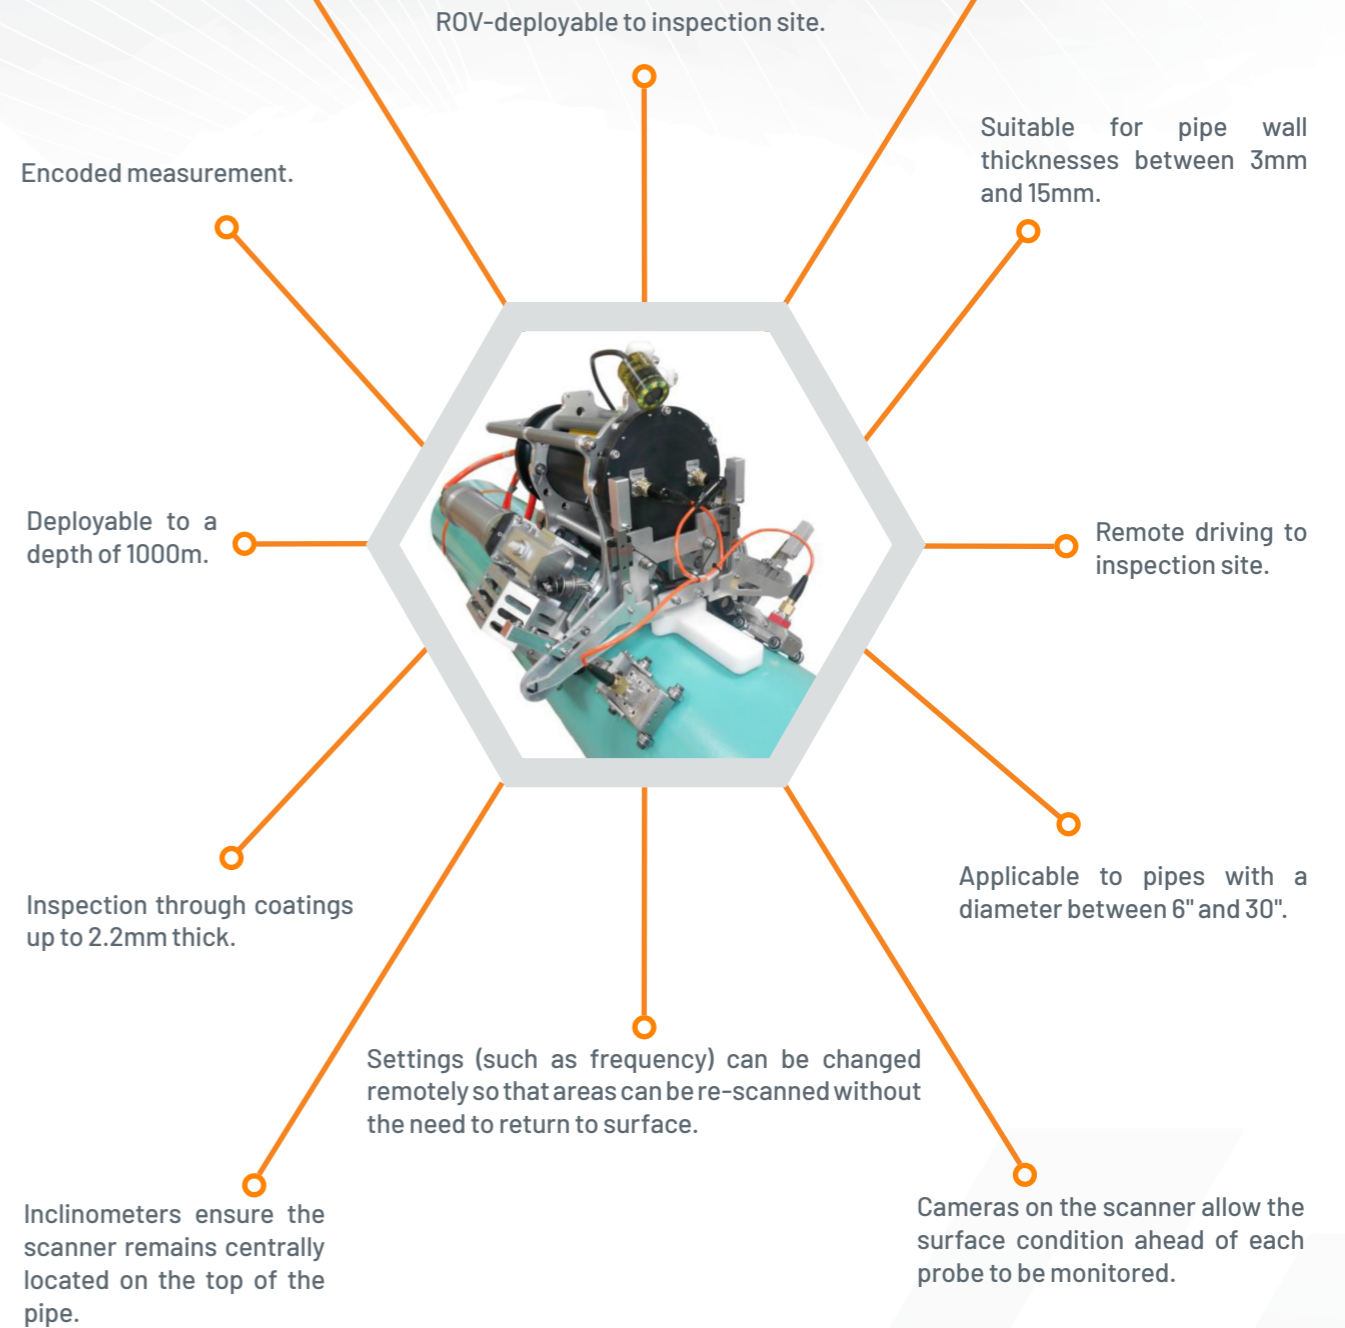 ROV-deployable to inspection site.
Encoded measurement.
Suitable for pipe wall
thicknesses between 3mm
and 15mm.
Deployable to a
depth of 1000m.
Remote driving to
inspection site.
Inspection through coatings
up to 2.2mm thick.
Applicable to pipes with a
diameter between 6" and 30".
Settings (such as frequency) can be changed
remotely so that areas can be re-scanned without
the need to return to surface.
Inclinometers ensure the
scanner remains centrally
located on the top of the
pipe.
Cameras on the scanner allow the
surface condition ahead of each
probe to be monitored.